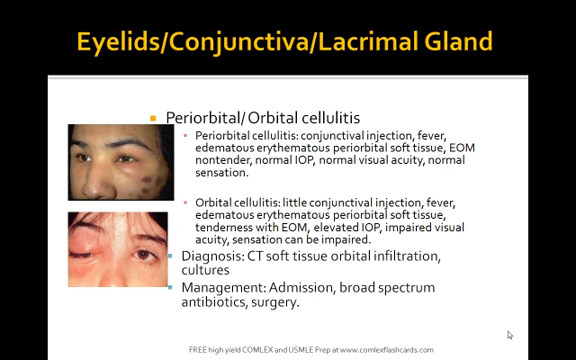 Eyelids/Conjunctiva/Lacrimal Gland
Periorbital/ Orbital cellulitis
Periorbital cellulitis: conjunctival injection, fever,
edematous erythematous periorbital soft tissue, EOM
nontender, normal IOP, normal visual acuity, normal
sensation.
Orbital cellulitis: little conjunctival injection, fever,
edematous erythematous periorbital soft tissue,
tenderness with EOM, elevated IOP, impaired visual
acuity, sensation can be impaired.
Diagnosis: CT soft tissue orbital infiltration,
cultures
Management: Admission, broad spectrum
antibiotics, surgery.
FREE high yield COMLEX and USMLE Prep at www.comlexflashcards.com